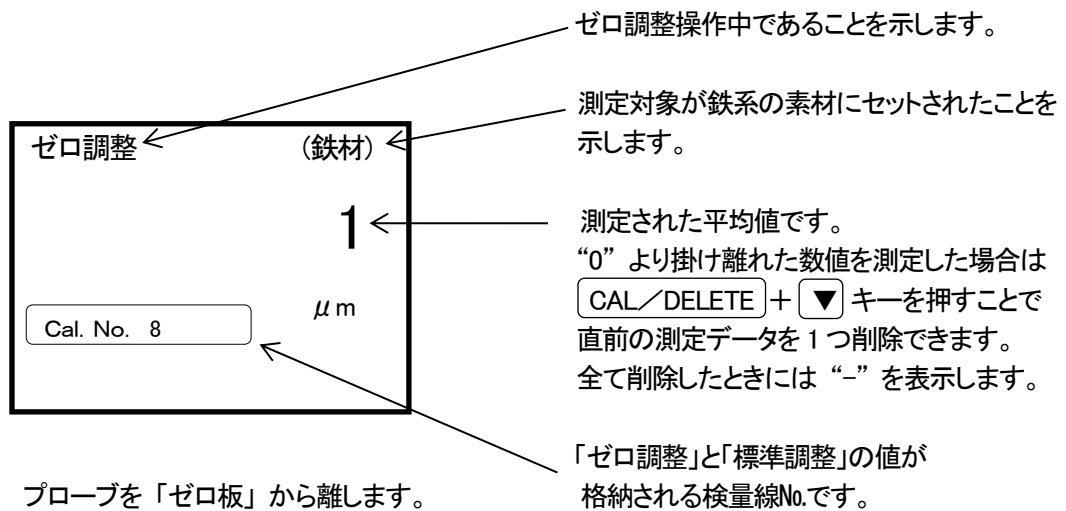 ゼロ調整操作中であることを示します。
測定対象が鉄系の素材にセットされたことを
示します。
ゼロ調整
(鉄材)
1
μm
Cal. No. 8
測定された平均値です。
“0” より掛け離れた数値を測定した場合は
CAL/DELETE + ▼ キーを押すことで
直前の測定データを 1 つ削除できます。
全て削除したときには “-” を表示します。
「ゼロ調整」と「標準調整」の値が
格納される検量線№.です。
プローブを 「ゼロ板」 から離します。